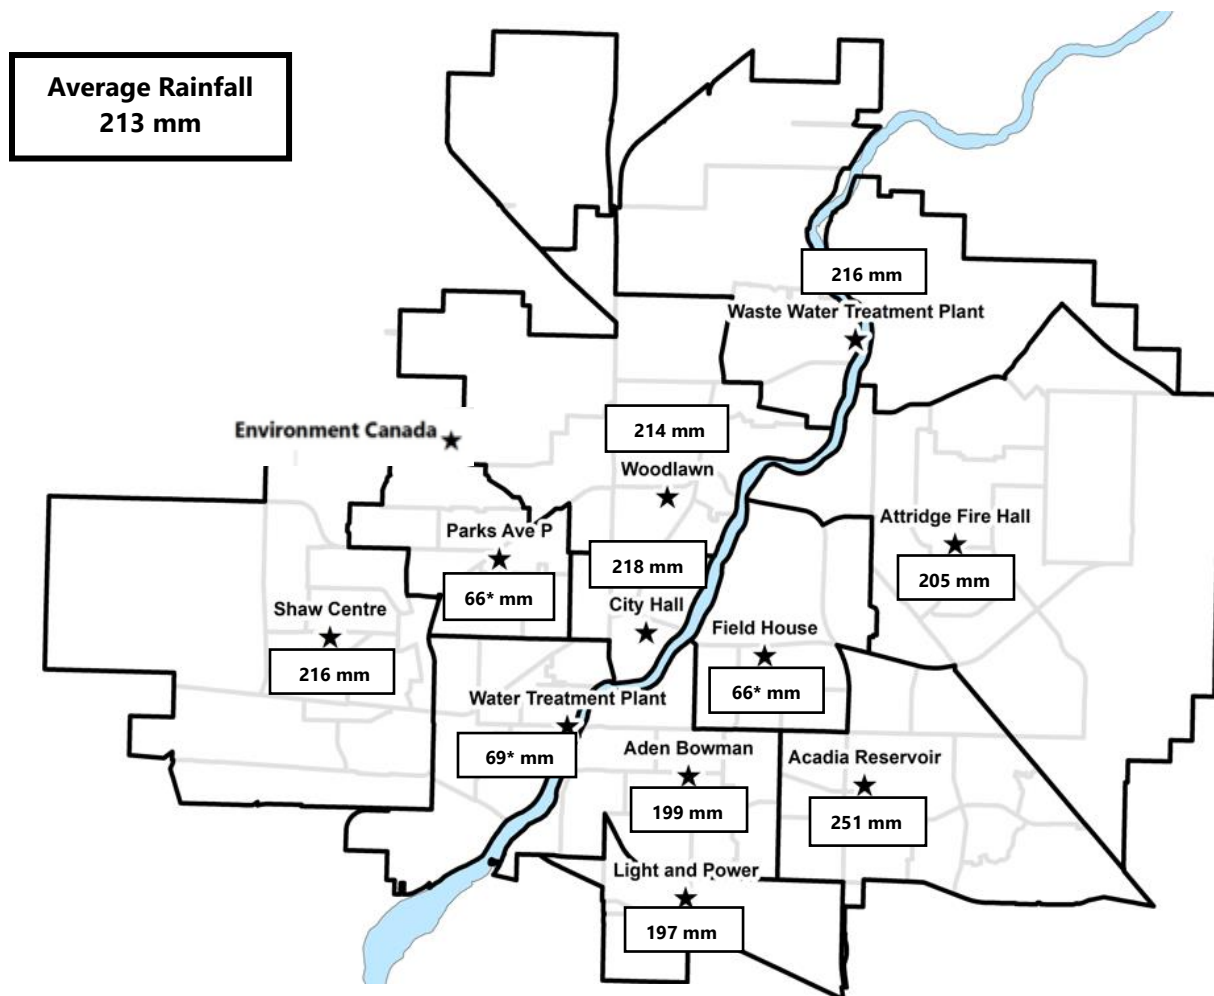 Average Rainfall
213 mm
216 mm
Waste Water Treatment Plant
Environment Canada
214 mm
Woodlawn
Attridge Fire Hall
205 mm
Parks Ave P
66* mm
218 mm
City Hall
Shaw Centre
216 mm
Field House
66* mm
Water Treatment Plant
69* mm
Aden Bowman
199 mm
Acadia Reservoir
251 mm
Light and Power
197 mm